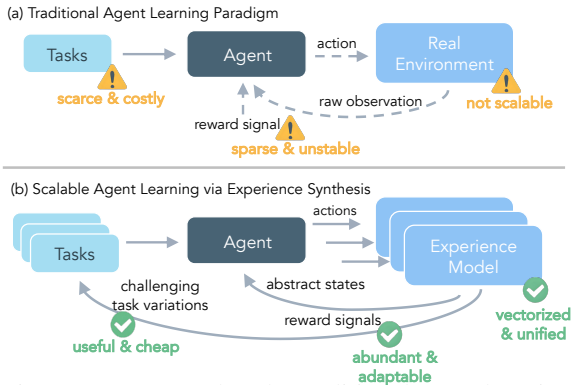 (a) Traditional Agent Learning Paradigm
Tasks
scarce & costly
Agent
action
Real
Environment
not scalable
raw observation
reward signal
sparse & unstable
(b) Scalable Agent Learning via Experience Synthesis
Tasks
Agent
actions
Experience
Model
challenging
task variations
useful & cheap
abstract states
reward signals
abundant &
adaptable
vectorized
& unified